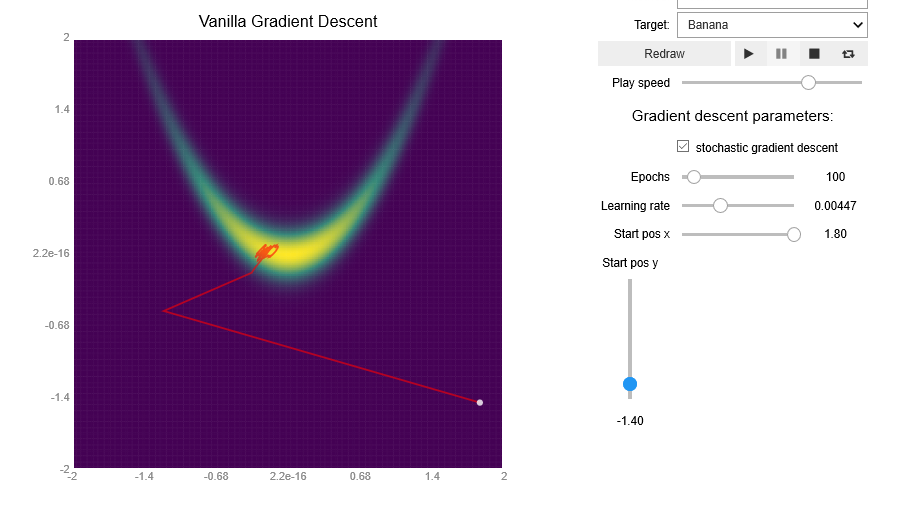 Vanilla Gradient Descent
2
1.4
0.68
2.2e-16
-0.68
-1.4
-2
-2
-1.4
-0.68
2.2e-16
0.68
1.4
2
Target:
Banana
Redraw
Play speed
Gradient descent parameters:
stochastic gradient descent
Epochs
100
Learning rate
0.00447
Start pos x
1.80
Start pos y
-1.40